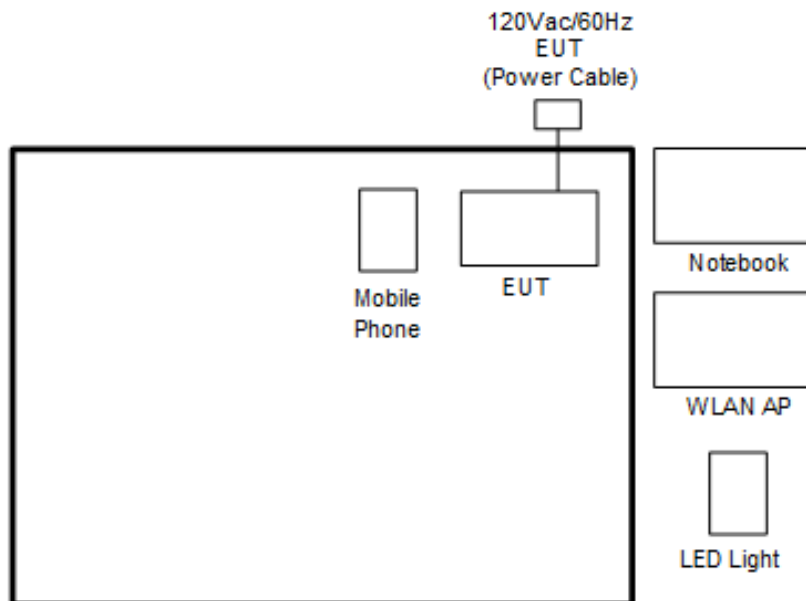 120Vac/60Hz
EUT
(Power Cable)
Mobile
Phone
EUT
Notebook
WLAN AP
LED Light